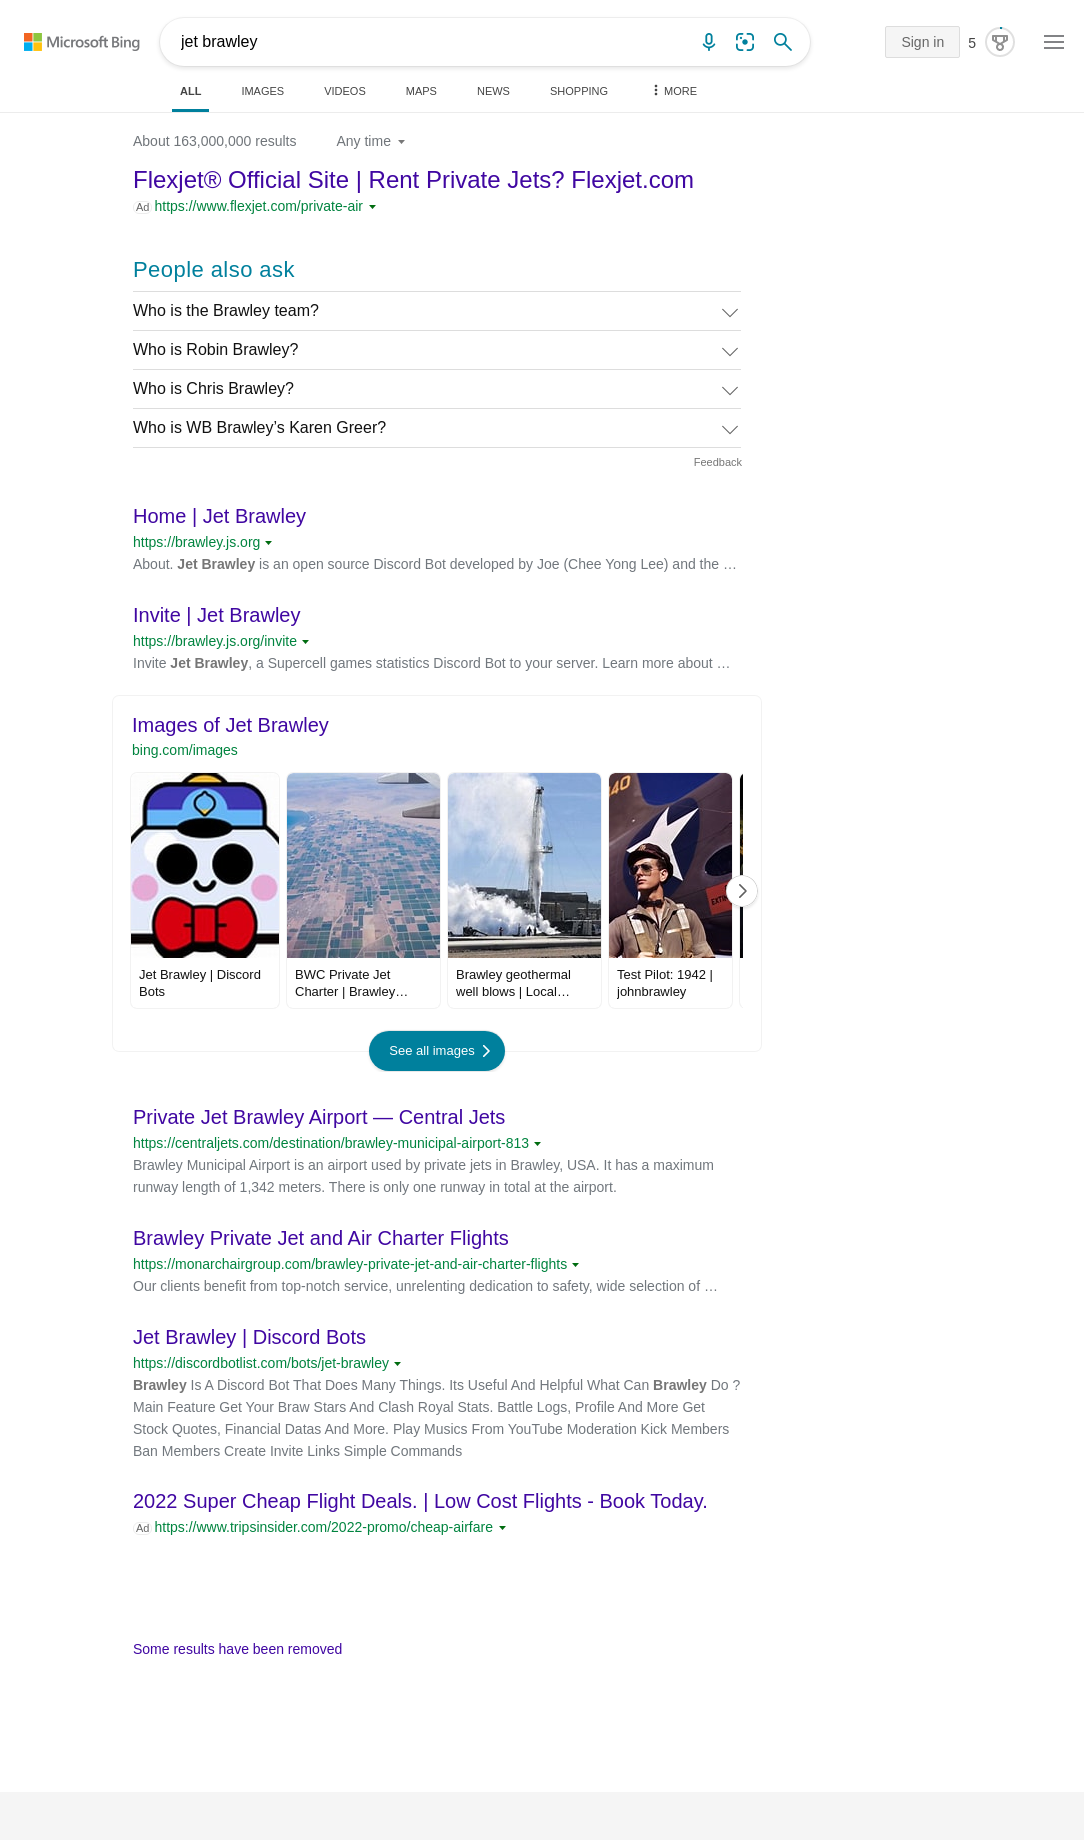 Microsoft Bing
jet brawley
Sign in
5
ALL
IMAGES
VIDEOS
MAPS
NEWS
SHOPPING
MORE
About 163,000,000 results
Any time
Flexjet® Official Site | Rent Private Jets? Flexjet.com
Ad https://www.flexjet.com/private-air
People also ask
Who is the Brawley team?
Who is Robin Brawley?
Who is Chris Brawley?
Who is WB Brawley’s Karen Greer?
Feedback
Home | Jet Brawley
https://brawley.js.org
About. Jet Brawley is an open source Discord Bot developed by Joe (Chee Yong Lee) and the …
Invite | Jet Brawley
https://brawley.js.org/invite
Invite Jet Brawley, a Supercell games statistics Discord Bot to your server. Learn more about …
Images of Jet Brawley
bing.com/images
40
EXTIN
Jet Brawley | Discord
Bots
BWC Private Jet
Charter | Brawley…
Brawley geothermal
well blows | Local…
Test Pilot: 1942 |
johnbrawley
See all images
Private Jet Brawley Airport — Central Jets
https://centraljets.com/destination/brawley-municipal-airport-813
Brawley Municipal Airport is an airport used by private jets in Brawley, USA. It has a maximum
runway length of 1,342 meters. There is only one runway in total at the airport.
Brawley Private Jet and Air Charter Flights
https://monarchairgroup.com/brawley-private-jet-and-air-charter-flights
Our clients benefit from top-notch service, unrelenting dedication to safety, wide selection of …
Jet Brawley | Discord Bots
https://discordbotlist.com/bots/jet-brawley
Brawley Is A Discord Bot That Does Many Things. Its Useful And Helpful What Can Brawley Do ?
Main Feature Get Your Braw Stars And Clash Royal Stats. Battle Logs, Profile And More Get
Stock Quotes, Financial Datas And More. Play Musics From YouTube Moderation Kick Members
Ban Members Create Invite Links Simple Commands
2022 Super Cheap Flight Deals. | Low Cost Flights - Book Today.
Ad https://www.tripsinsider.com/2022-promo/cheap-airfare
Some results have been removed